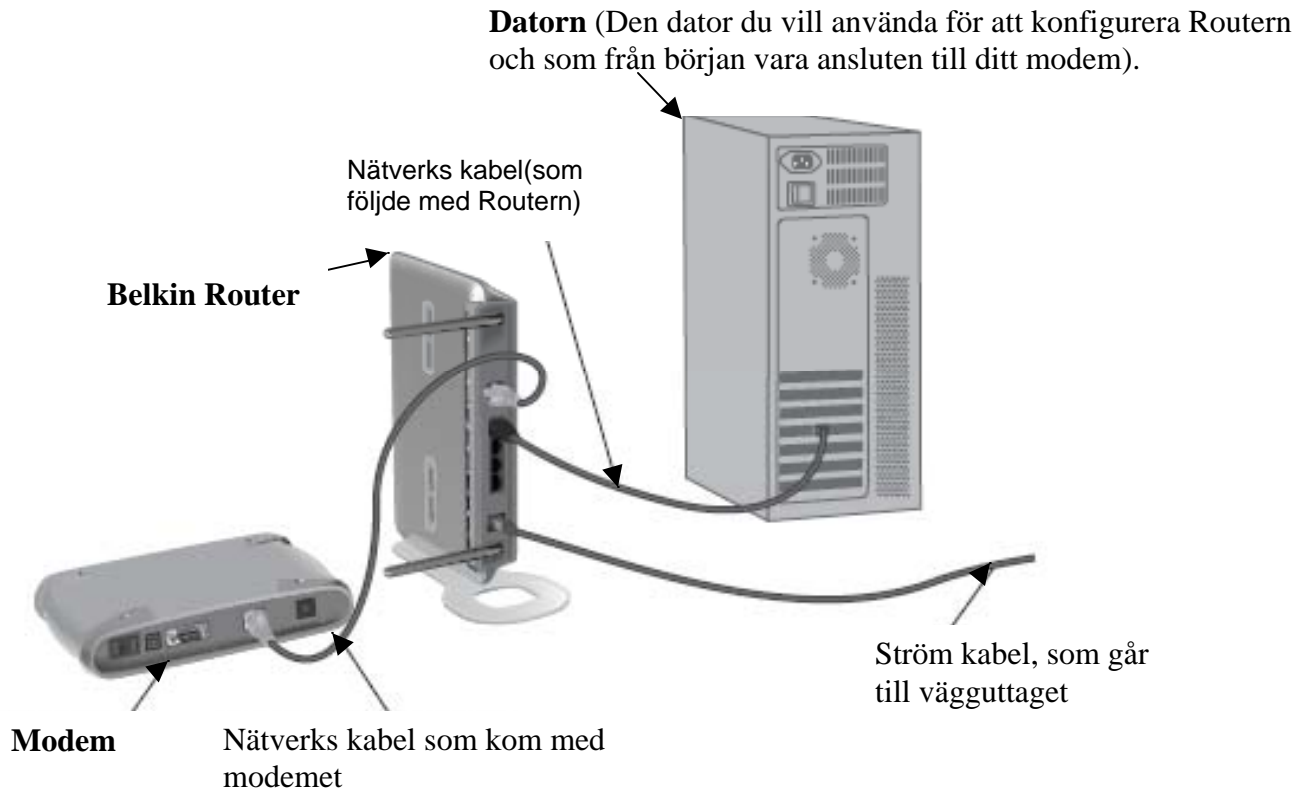 Datorn (Den dator du vill använda för att konfigurera Routern
och som från början vara ansluten till ditt modem).
Nätverks kabel(som
följde med Routern)
Belkin Router
Ström kabel, som går
till vägguttaget
Modem
Nätverks kabel som kom med
modemet